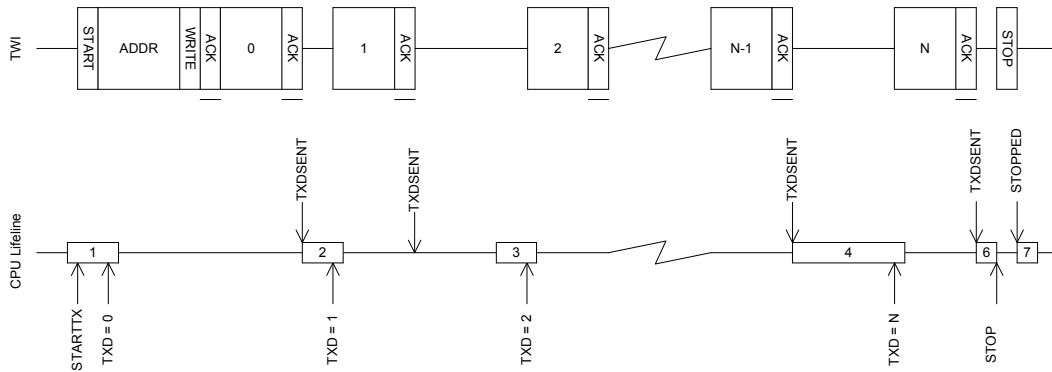 TWI
START
ADDR
WRITE
ACK
0
ACK
1
ACK
2
ACK
N-1
ACK
N
ACK
STOP
CPU Lifeline
TXDSENT
TXDSENT
TXDSENT
TXDSENT
STOPPED
1
2
3
4
6
7
STARTTX
TXD = 0
TXD = 1
TXD = 2
TXD = N
STOP